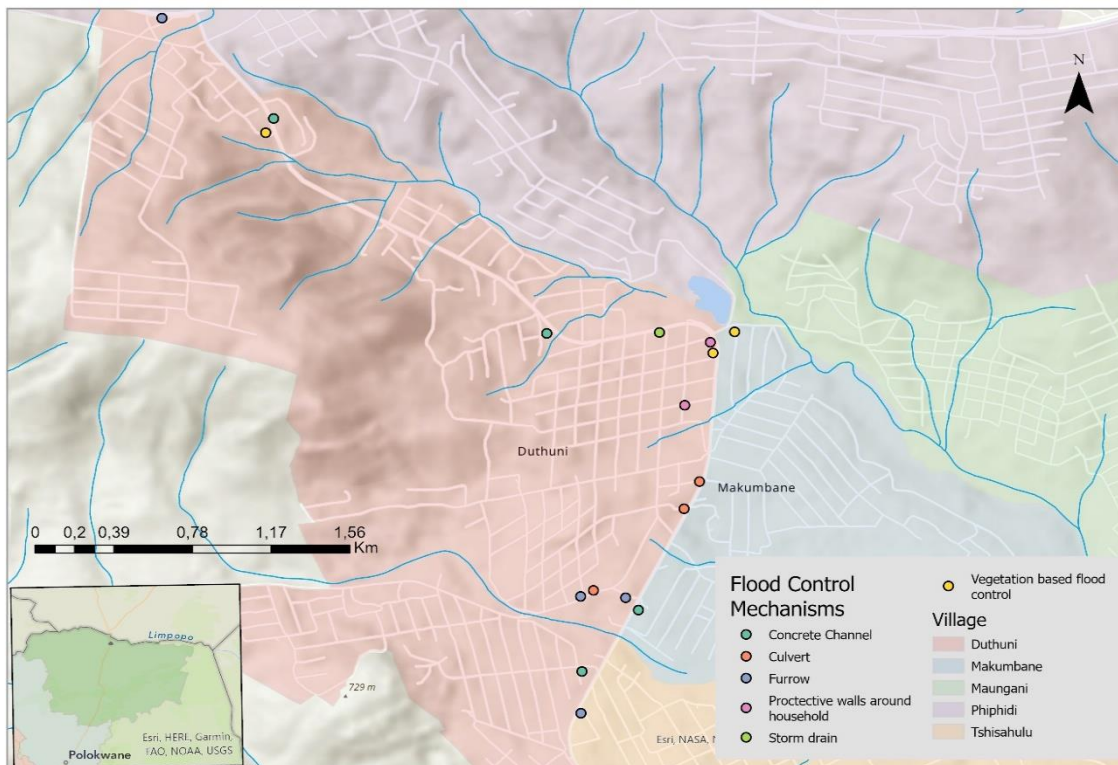 N
Duthuni
Makumbane
0 0,2 0,39 0,78 1,17 1,56
Km
729 m
Esri, NASA, N
Limpopo
Esri, HERE, Garmin,
FAO, NOAA, USGS
Polokwane
Flood Control
Mechanisms
Concrete Channel
Culvert
Furrow
Proctective walls around
household
Storm drain
Vegetation based flood
control
Village
Duthuni
Makumbane
Maungani
Phiphidi
Tshisahulu